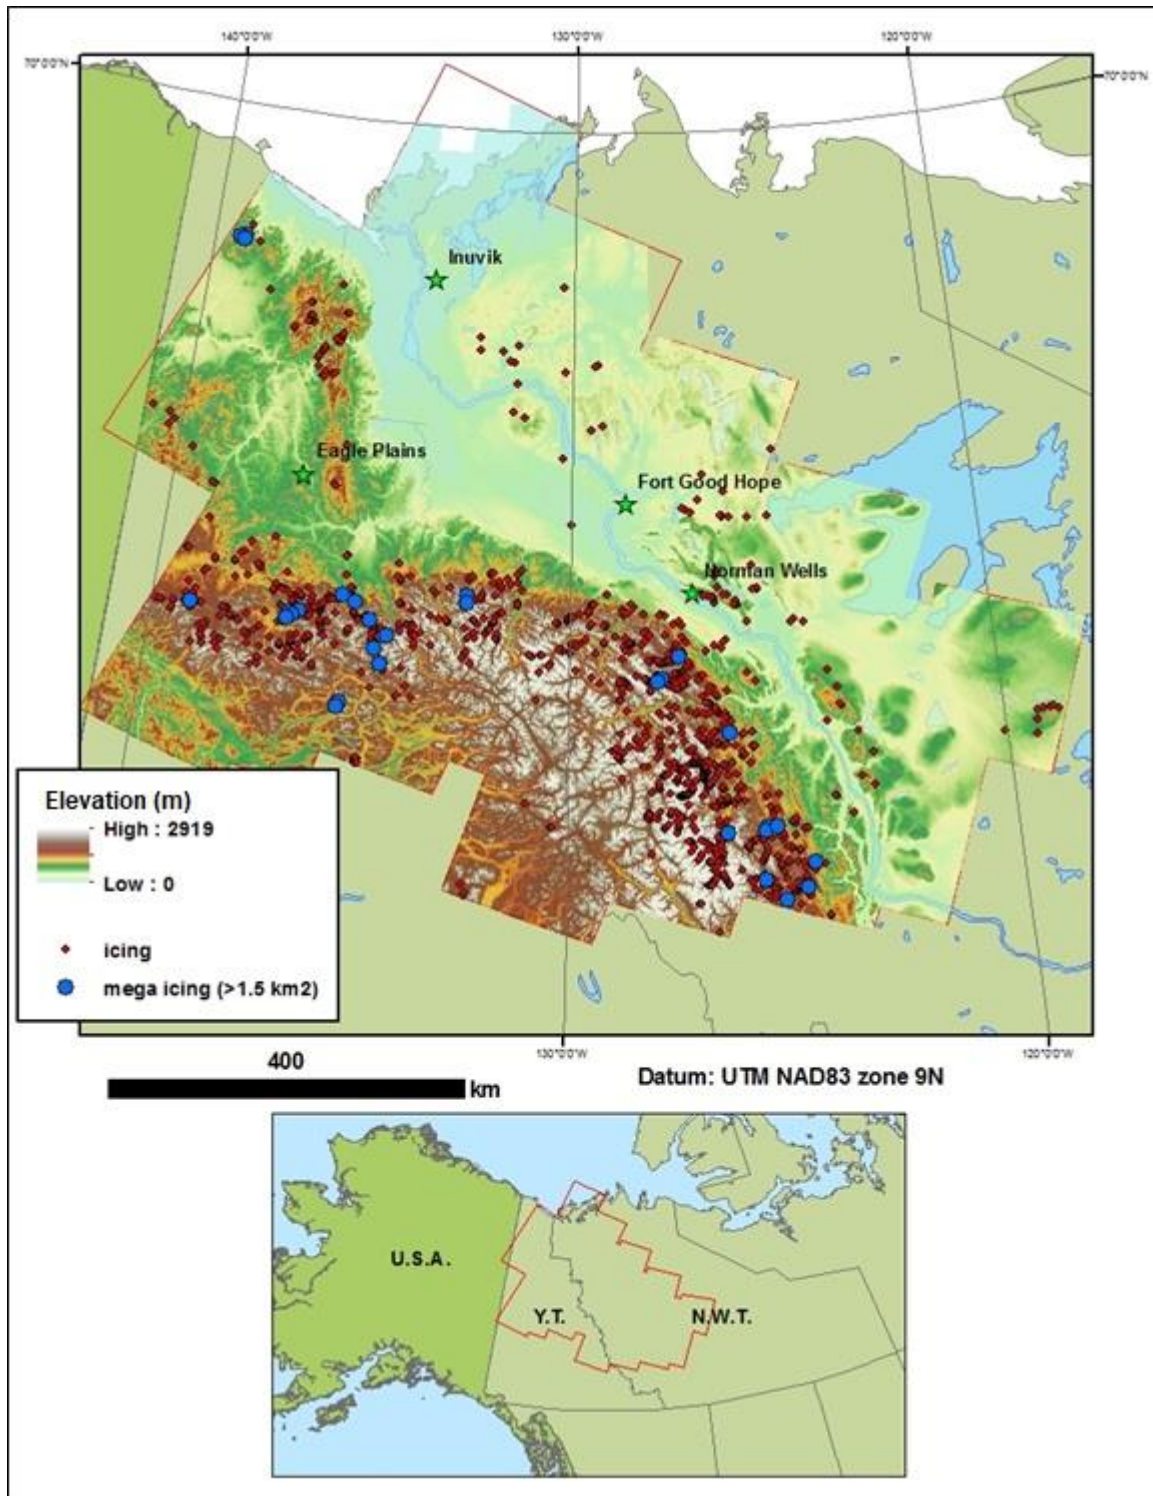 140°0'0"W
130°0'0"W
120°0'0"W
70°0'0"N
70°0'0"N
Inuvik
Eagle Plains
Fort Good Hope
Norman Wells
Elevation (m)
High : 2919
Low : 0
icing
mega icing (>1.5 km2)
130°0'0"W
120°0'0"W
400
km
Datum: UTM NAD83 zone 9N
U.S.A.
Y.T.
N.W.T.